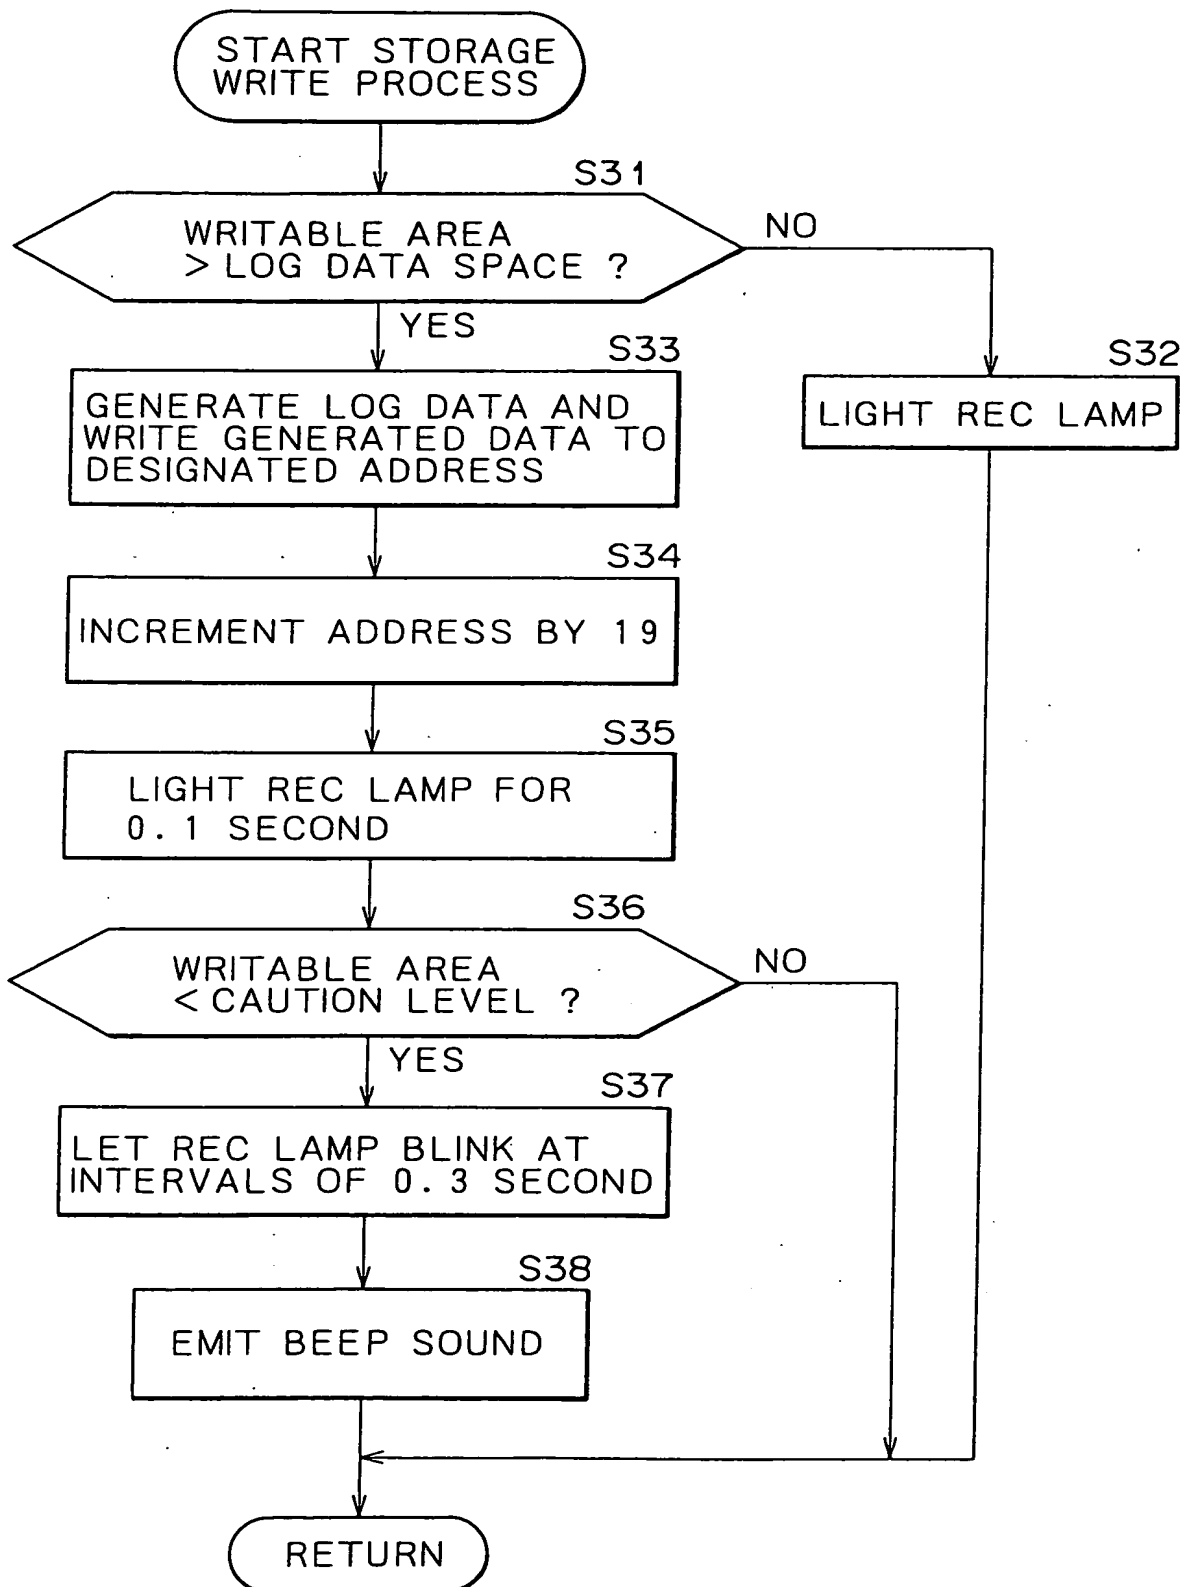 START STORAGE
WRITE PROCESS
S31
WRITABLE AREA
> LOG DATA SPACE ?
NO
YES
S33
GENERATE LOG DATA AND
WRITE GENERATED DATA TO
DESIGNATED ADDRESS
S32
LIGHT REC LAMP
S34
INCREMENT ADDRESS BY 19
S35
LIGHT REC LAMP FOR
0.1 SECOND
S36
WRITABLE AREA
< CAUTION LEVEL ?
NO
YES
S37
LET REC LAMP BLINK AT
INTERVALS OF 0.3 SECOND
S38
EMIT BEEP SOUND
RETURN